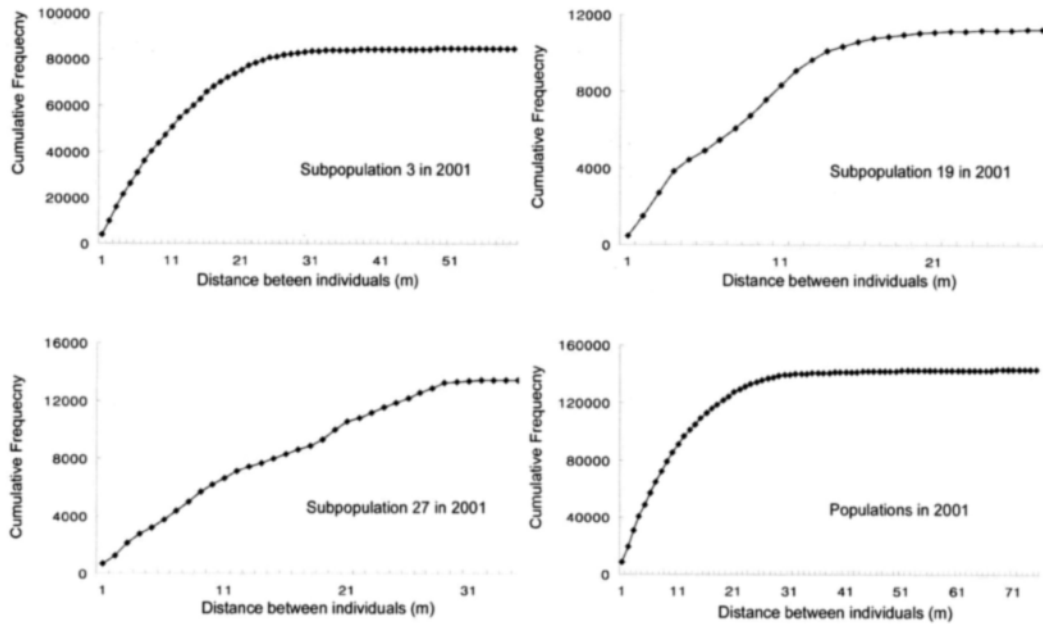 Cumulative Frequecny
100000
80000
60000
40000
20000
0
Subpopulation 3 in 2001
1 11 21 31 41 51
Distance beteen individuals (m)
Cumulative Frequecny
12000
8000
4000
0
Subpopulation 19 in 2001
1 11 21
Distance between individuals (m)
Cumulative Frequecny
16000
12000
8000
4000
0
Subpopulation 27 in 2001
1 11 21 31
Distance between individuals (m)
Cumulative Frequecny
160000
120000
80000
40000
0
Populations in 2001
1 11 21 31 41 51 61 71
Distance between individuals (m)